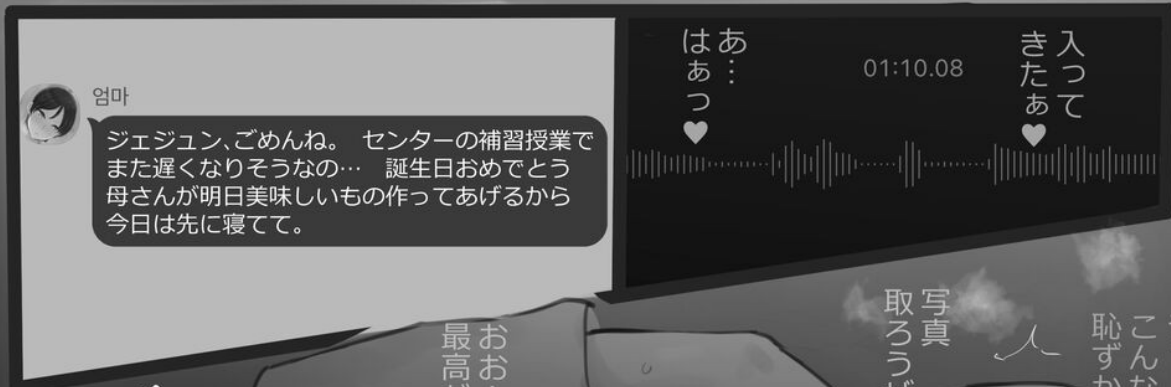 엄마
ジェジュン、ごめんね。 センターの補習授業で
また遅くなりそうなの… 誕生日おめでとう
母さんが明日美味しいもの作ってあげるから
今日は先に寝てて。
入って
きたぁ♥
01:10.08
あ…
はぁっ♥
こんな
恥ずか
写真
取ろうぜ
おお
最高